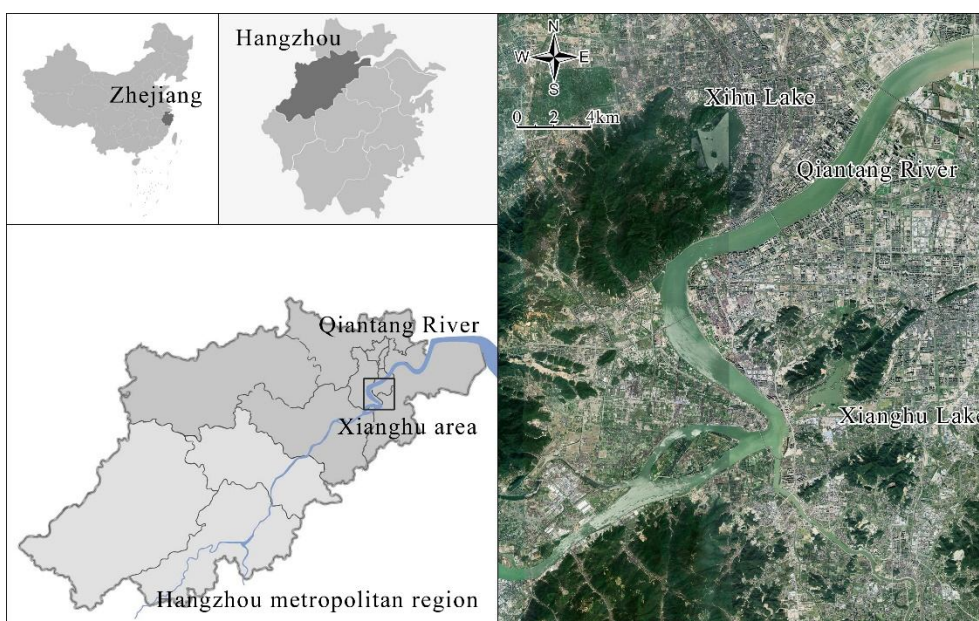 Zhejiang
Hangzhou
N
W E
S
0 2 4km
Xihu Lake
Qiantang River
Xianghu Lake
Qiantang River
Xianghu area
Hangzhou metropolitan region